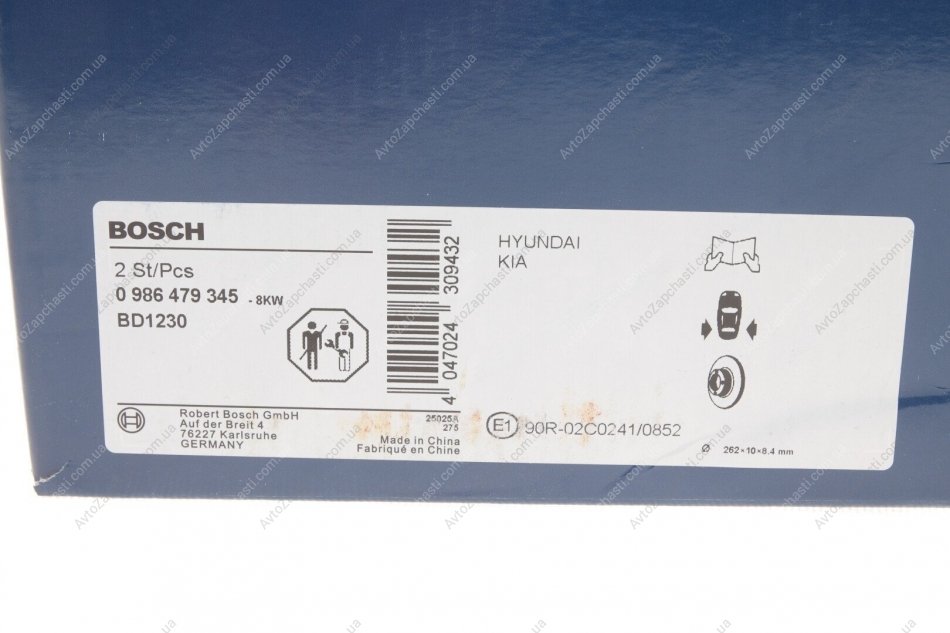 BOSCH
2 St/Pcs
0 986 479 345 - 8KW
BD1230
4 047024 309432
HYUNDAI
KIA
Robert Bosch GmbH
Auf der Breit 4
76227 Karlsruhe
GERMANY
25025A
275
Made in China
Fabriqué en Chine
E1 90R-02C0241/0852
Ø 262×10×8.4 mm
AvtoZapchasti.com.ua